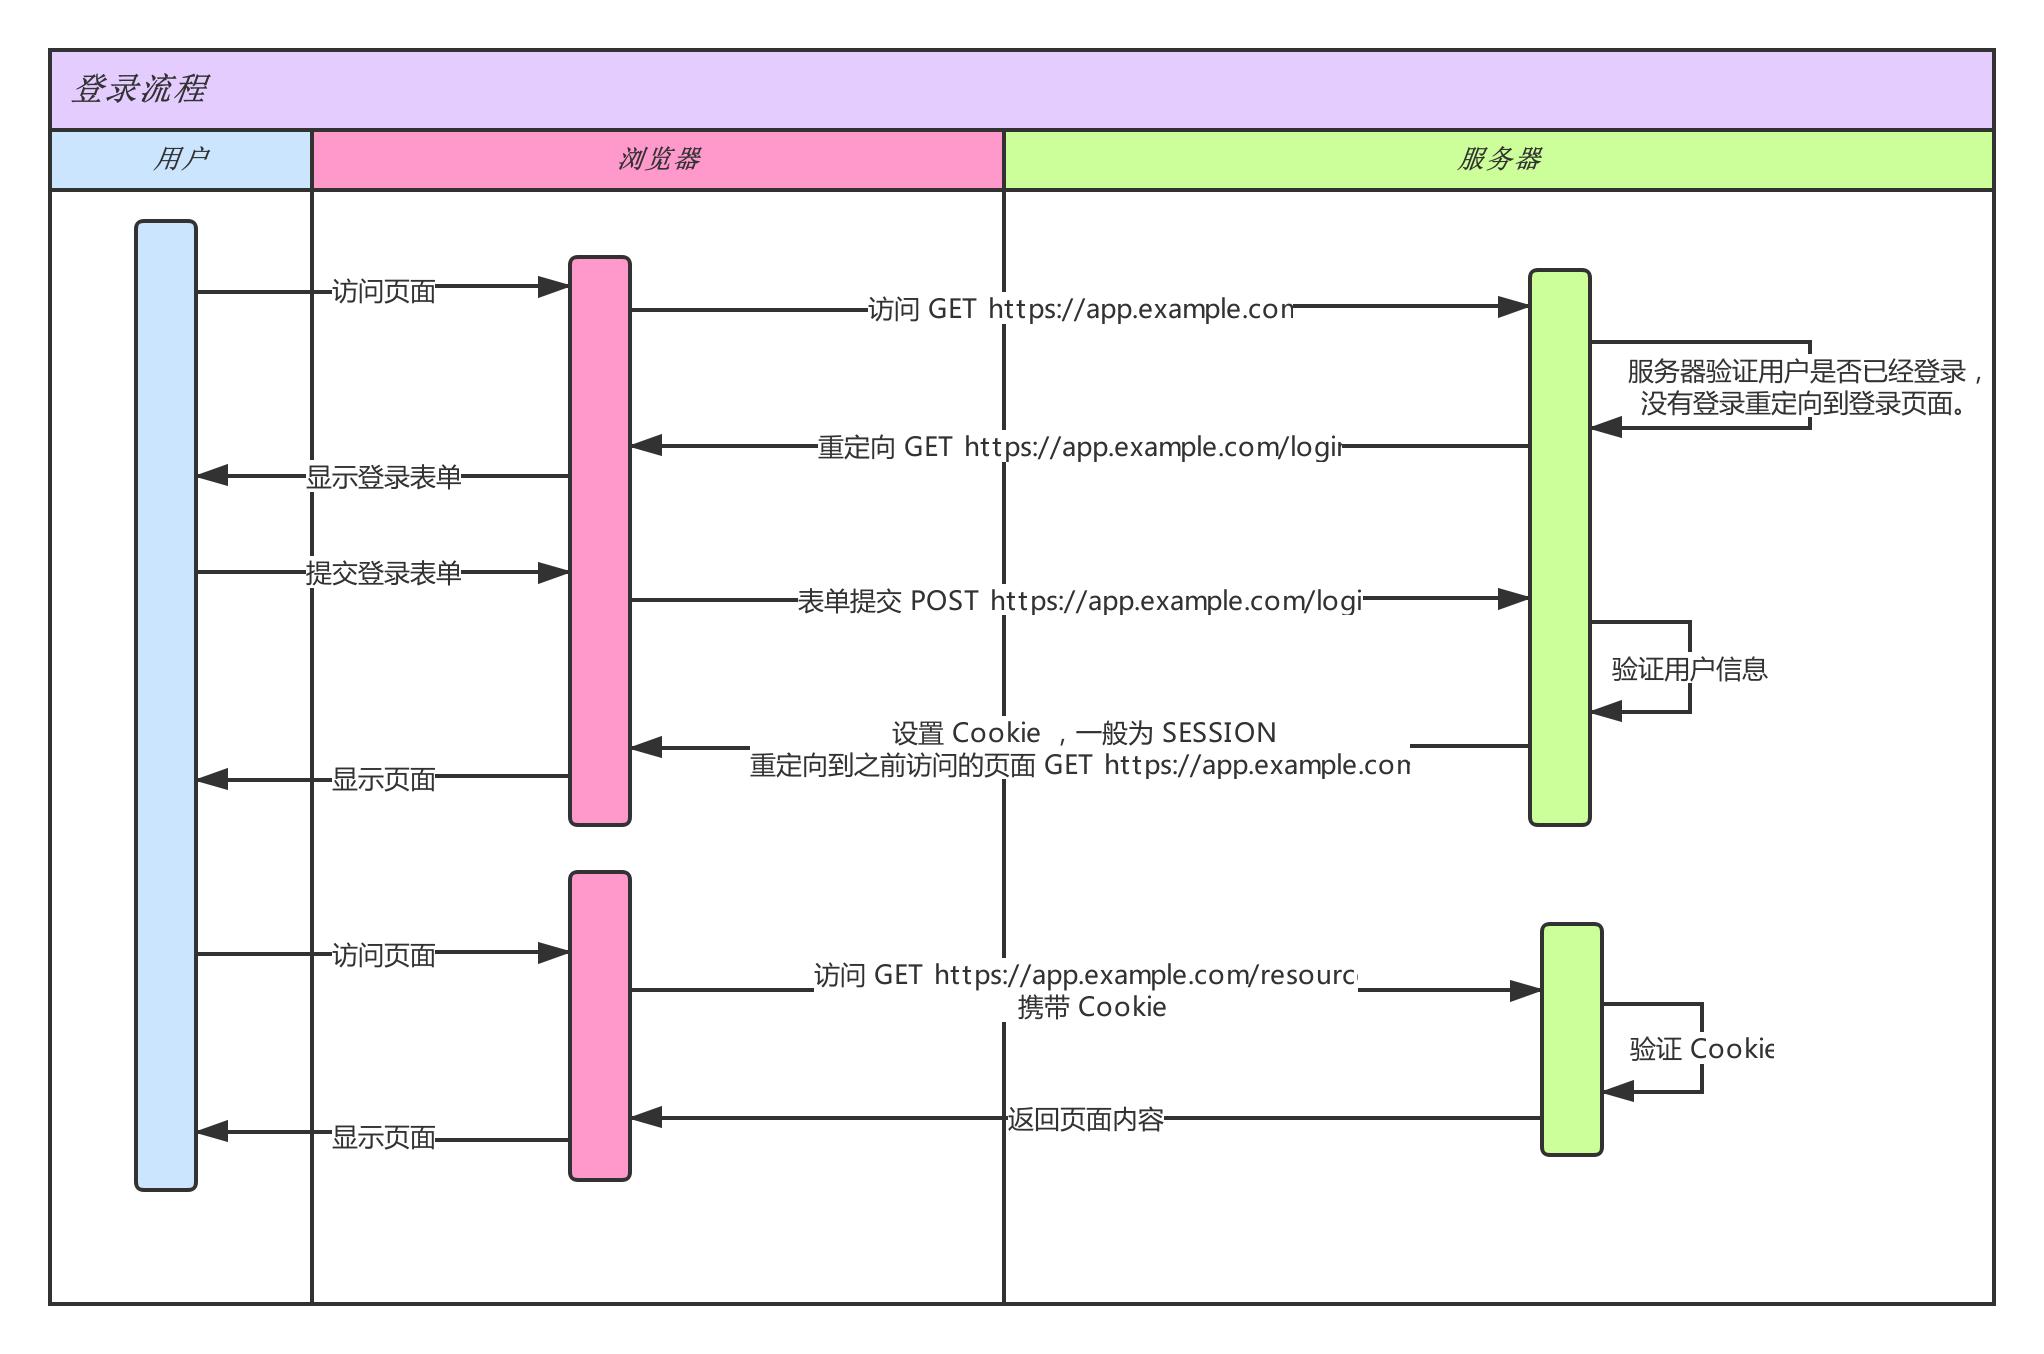 登录流程
用户
浏览器
服务器
访问页面
访问 GET https://app.example.com
服务器验证用户是否已经登录，
没有登录重定向到登录页面。
重定向 GET https://app.example.com/login
显示登录表单
提交登录表单
表单提交 POST https://app.example.com/logi
验证用户信息
设置 Cookie ，一般为 SESSION
重定向到之前访问的页面 GET https://app.example.com
显示页面
访问页面
访问 GET https://app.example.com/resourc
携带 Cookie
验证 Cookie
返回页面内容
显示页面